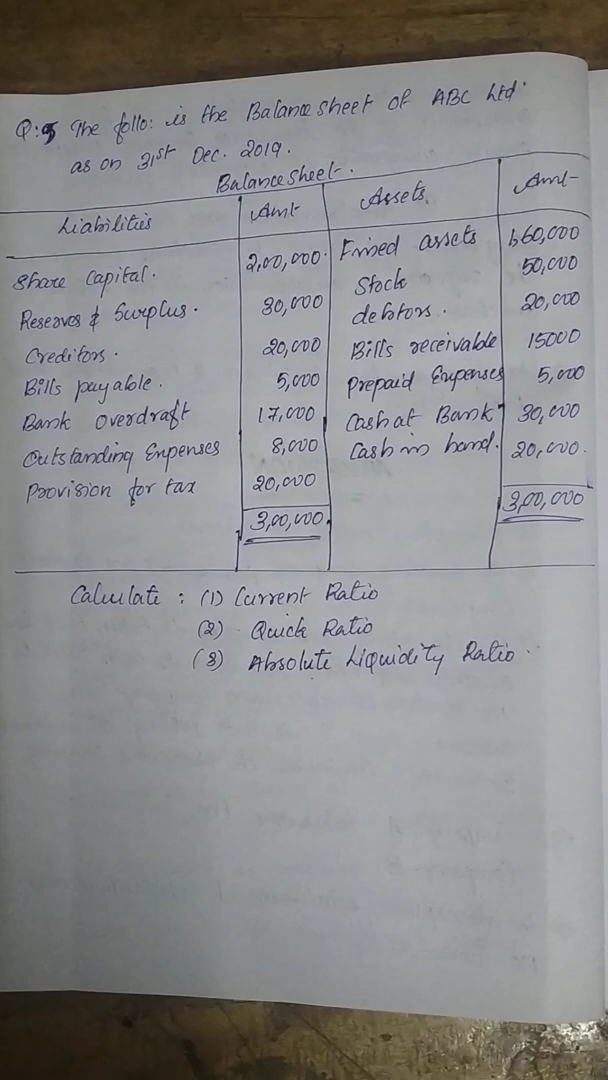 Q:5 The follo: is the Balance sheet of ABC Ltd.
as on 31st Dec. 2019.
Balance sheet.
Liabilities Amt Assets. Amt
Share Capital. 2,00,000. Fixed assets 1,60,000
Reserves & Surplus. 30,000 Stock 50,000
Creditors. 20,000 debtors. 20,000
Bills payable. 5,000 Bills receivable 15000
Bank overdraft 17,000 Prepaid Expenses 5,000
Outstanding Expenses 8,000 Cash at Bank 30,000
Provision for tax 20,000 Cash in hand. 20,000.
3,00,000. 3,00,000
Calculate : (1) Current Ratio
(2) Quick Ratio
(3) Absolute Liquidity Ratio.